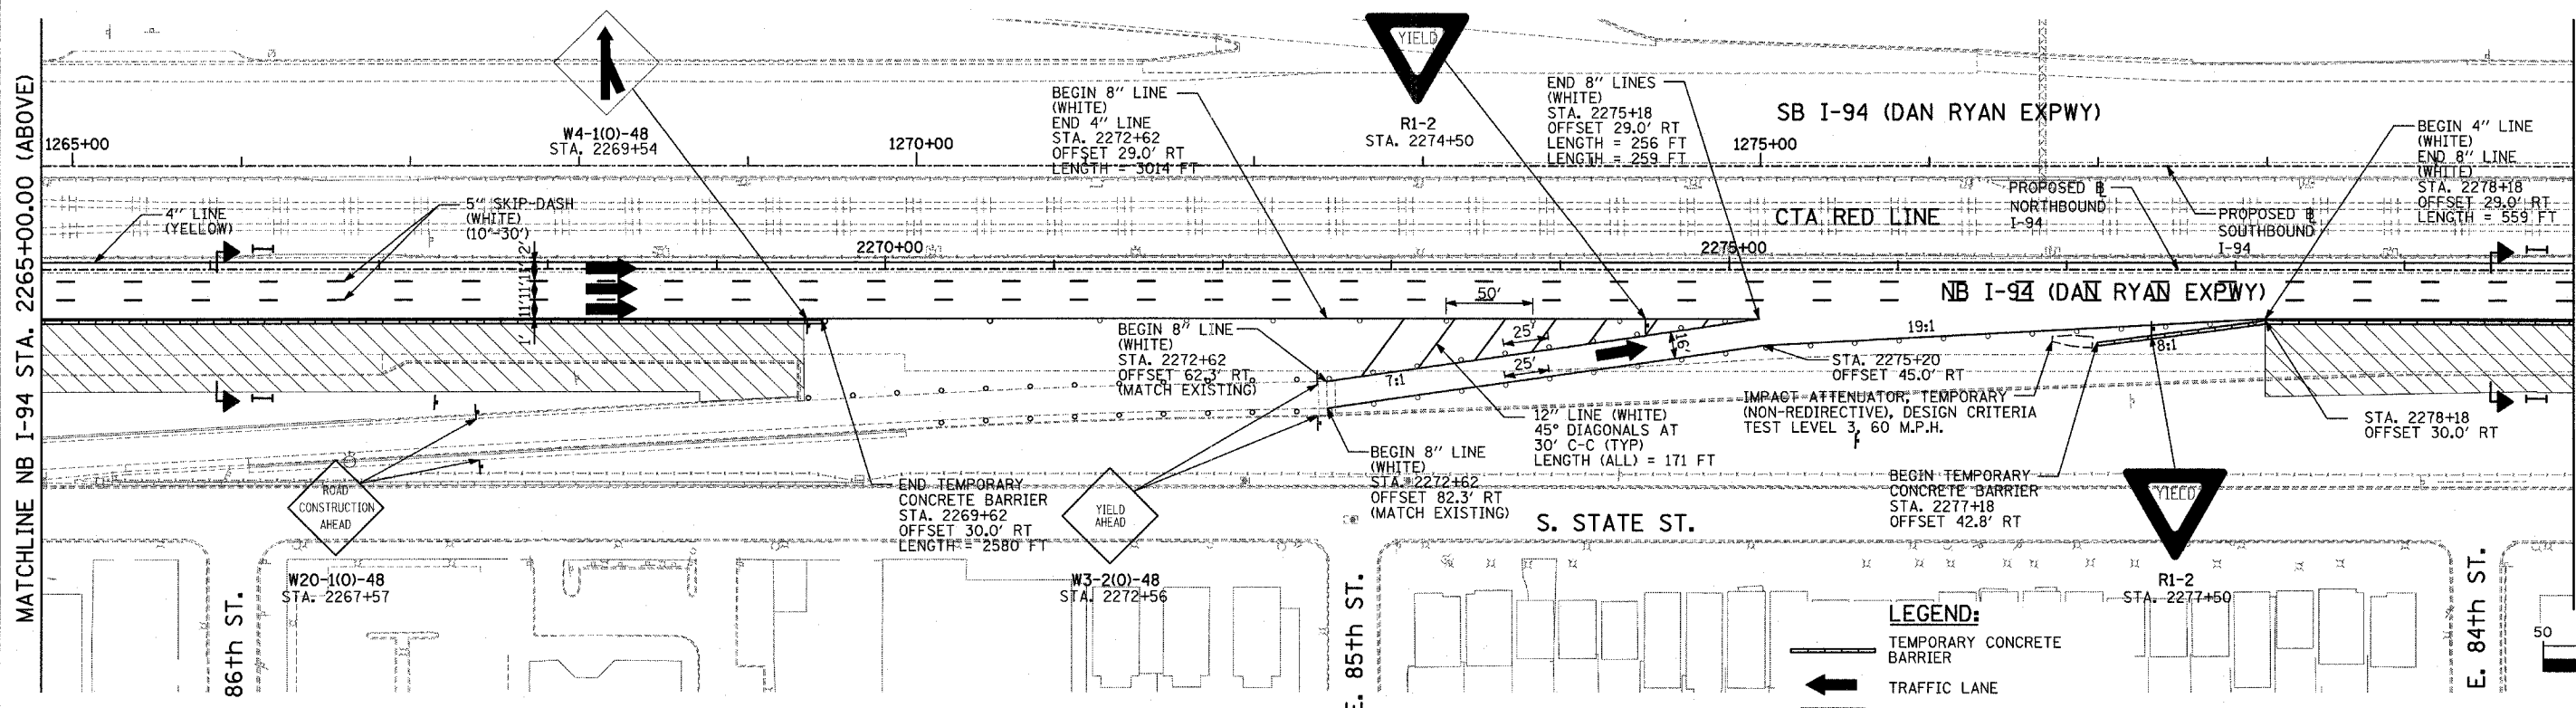 MATCHLINE NB I-94 STA. 2265+00.00 (ABOVE)
1265+00
W4-1(O)-48
STA. 2269+54
1270+00
BEGIN 8" LINE
(WHITE)
END 4" LINE
STA. 2272+62
OFFSET 29.0' RT
LENGTH = 3014 FT
YIELD
R1-2
STA. 2274+50
END 8" LINES
(WHITE)
STA. 2275+18
OFFSET 29.0' RT
LENGTH = 256 FT
LENGTH = 259 FT
1275+00
SB I-94 (DAN RYAN EXPWY)
BEGIN 4" LINE
(WHITE)
END 8" LINE
(WHITE)
STA. 2278+18
OFFSET 29.0' RT
LENGTH = 559 FT
4" LINE
(YELLOW)
5" SKIP-DASH
(WHITE)
(10'-30')
CTA RED LINE
PROPOSED ℄
NORTHBOUND
I-94
PROPOSED ℄
SOUTHBOUND
I-94
I
2270+00
2275+00
I
2'
11'
11'
11'
1'
NB I-94 (DAN RYAN EXPWY)
50'
25'
25'
16'
7:1
19:1
8:1
BEGIN 8" LINE
(WHITE)
STA. 2272+62
OFFSET 62.3' RT
(MATCH EXISTING)
STA. 2275+20
OFFSET 45.0' RT
I
I
IMPACT ATTENUATOR, TEMPORARY
(NON-REDIRECTIVE), DESIGN CRITERIA
TEST LEVEL 3, 60 M.P.H.
12" LINE (WHITE)
45° DIAGONALS AT
30' C-C (TYP)
LENGTH (ALL) = 171 FT
STA. 2278+18
OFFSET 30.0' RT
BEGIN 8" LINE
(WHITE)
STA. 2272+62
OFFSET 82.3' RT
(MATCH EXISTING)
ROAD
CONSTRUCTION
AHEAD
W20-1(O)-48
STA. 2267+57
END TEMPORARY
CONCRETE BARRIER
STA. 2269+62
OFFSET 30.0' RT
LENGTH = 2580 FT
YIELD
AHEAD
W3-2(O)-48
STA. 2272+56
S. STATE ST.
BEGIN TEMPORARY
CONCRETE BARRIER
STA. 2277+18
OFFSET 42.8' RT
YIELD
R1-2
STA. 2277+50
86th ST.
E. 85th ST.
E. 84th ST.
LEGEND:
TEMPORARY CONCRETE
BARRIER
TRAFFIC LANE
50